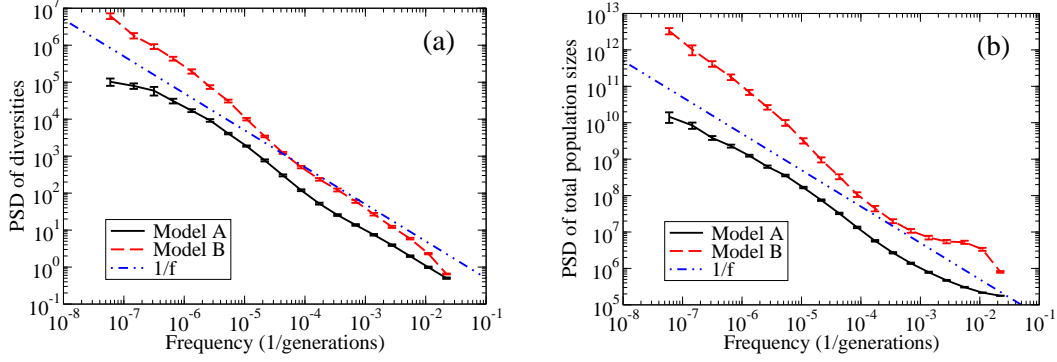 (a)
PSD of diversities
10^7
10^6
10^5
10^4
10^3
10^2
10^1
10^0
10^-1
Model A
Model B
1/f
10^-8 10^-7 10^-6 10^-5 10^-4 10^-3 10^-2 10^-1
Frequency (1/generations)
(b)
PSD of total population sizes
10^13
10^12
10^11
10^10
10^9
10^8
10^7
10^6
10^5
Model A
Model B
1/f
10^-8 10^-7 10^-6 10^-5 10^-4 10^-3 10^-2 10^-1
Frequency (1/generations)